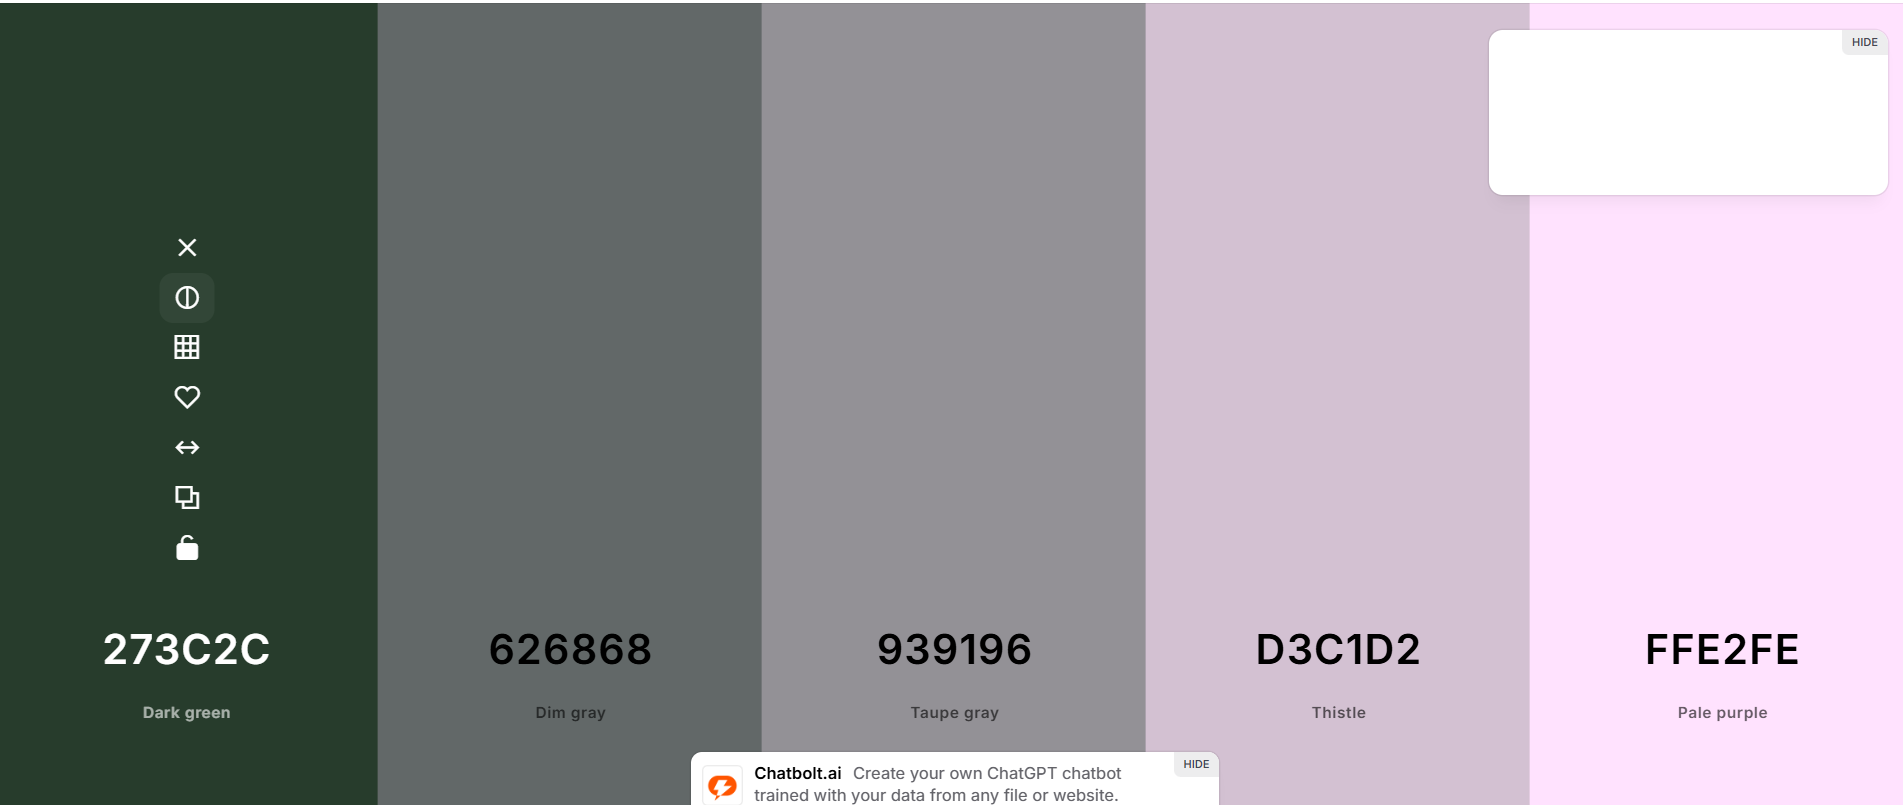 HIDE
273C2C
Dark green
626868
Dim gray
939196
Taupe gray
D3C1D2
Thistle
FFE2FE
Pale purple
Chatbolt.ai Create your own ChatGPT chatbot
trained with your data from any file or website.
HIDE